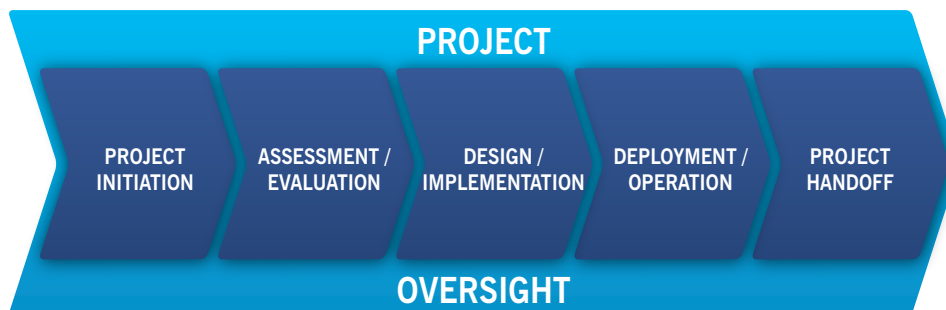 PROJECT
PROJECT
INITIATION
ASSESSMENT /
EVALUATION
DESIGN /
IMPLEMENTATION
DEPLOYMENT /
OPERATION
PROJECT
HANDOFF
OVERSIGHT